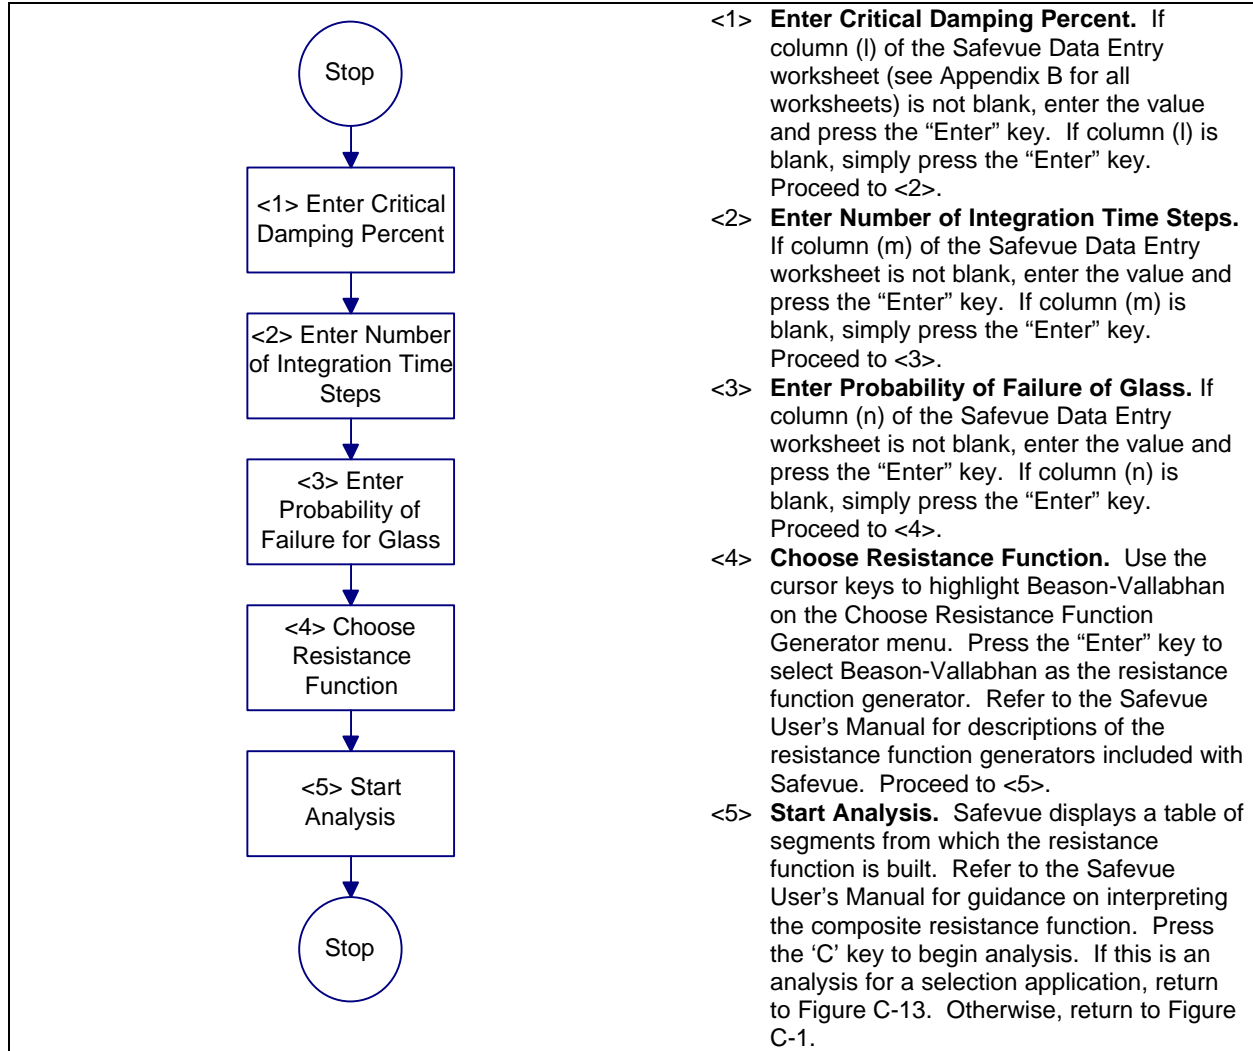 Stop
<1> Enter Critical
Damping Percent
<2> Enter Number
of Integration Time
Steps
<3> Enter
Probability of
Failure for Glass
<4> Choose
Resistance
Function
<5> Start
Analysis
Stop
<1> Enter Critical Damping Percent. If
column (l) of the Safevue Data Entry
worksheet (see Appendix B for all
worksheets) is not blank, enter the value
and press the “Enter” key. If column (l) is
blank, simply press the “Enter” key.
Proceed to <2>.
<2> Enter Number of Integration Time Steps.
If column (m) of the Safevue Data Entry
worksheet is not blank, enter the value and
press the “Enter” key. If column (m) is
blank, simply press the “Enter” key.
Proceed to <3>.
<3> Enter Probability of Failure of Glass. If
column (n) of the Safevue Data Entry
worksheet is not blank, enter the value and
press the “Enter” key. If column (n) is
blank, simply press the “Enter” key.
Proceed to <4>.
<4> Choose Resistance Function. Use the
cursor keys to highlight Beason-Vallabhan
on the Choose Resistance Function
Generator menu. Press the “Enter” key to
select Beason-Vallabhan as the resistance
function generator. Refer to the Safevue
User’s Manual for descriptions of the
resistance function generators included with
Safevue. Proceed to <5>.
<5> Start Analysis. Safevue displays a table of
segments from which the resistance
function is built. Refer to the Safevue
User’s Manual for guidance on interpreting
the composite resistance function. Press
the ‘C’ key to begin analysis. If this is an
analysis for a selection application, return
to Figure C-13. Otherwise, return to Figure
C-1.